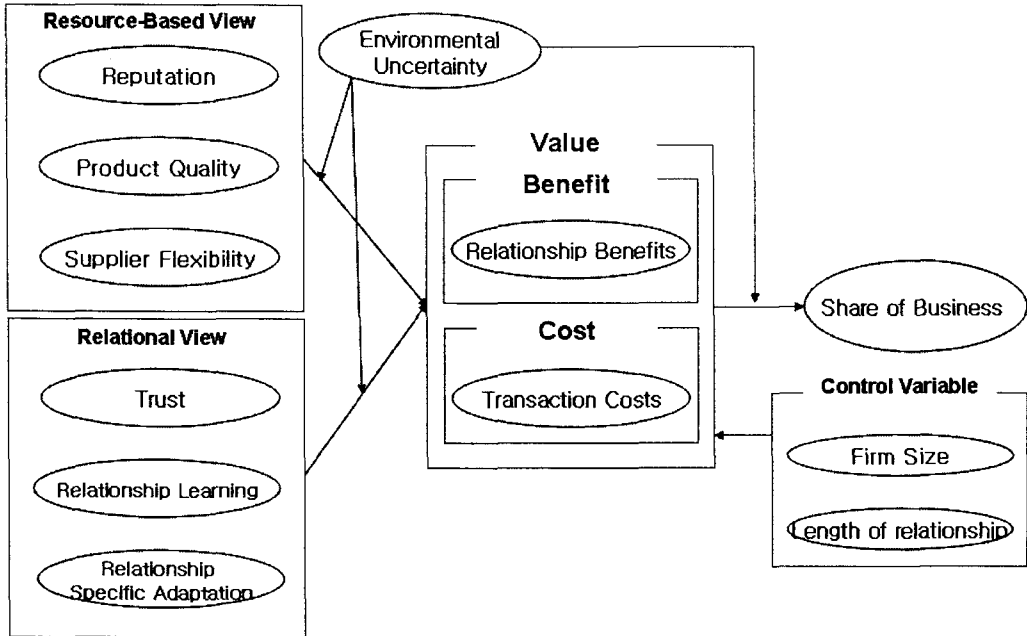 Resource-Based View
Reputation
Product Quality
Supplier Flexibility
Relational View
Trust
Relationship Learning
Relationship
Specific Adaptation
Environmental
Uncertainty
Value
Benefit
Relationship Benefits
Cost
Transaction Costs
Share of Business
Control Variable
Firm Size
Length of relationship